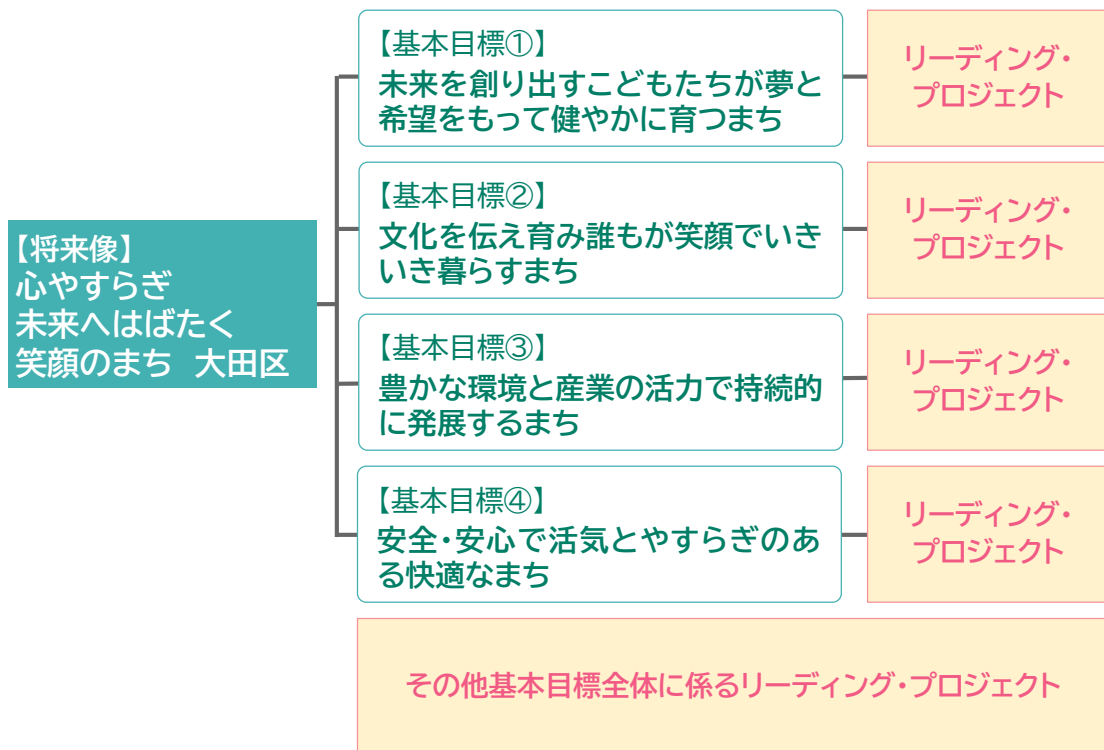 【将来像】
心やすらぎ
未来へはばたく
笑顔のまち 大田区
【基本目標①】
未来を創り出すこどもたちが夢と
希望をもって健やかに育つまち
リーディング・
プロジェクト
【基本目標②】
文化を伝え育み誰もが笑顔でいき
いき暮らすまち
リーディング・
プロジェクト
【基本目標③】
豊かな環境と産業の活力で持続的
に発展するまち
リーディング・
プロジェクト
【基本目標④】
安全・安心で活気とやすらぎのあ
る快適なまち
リーディング・
プロジェクト
その他基本目標全体に係るリーディング・プロジェクト